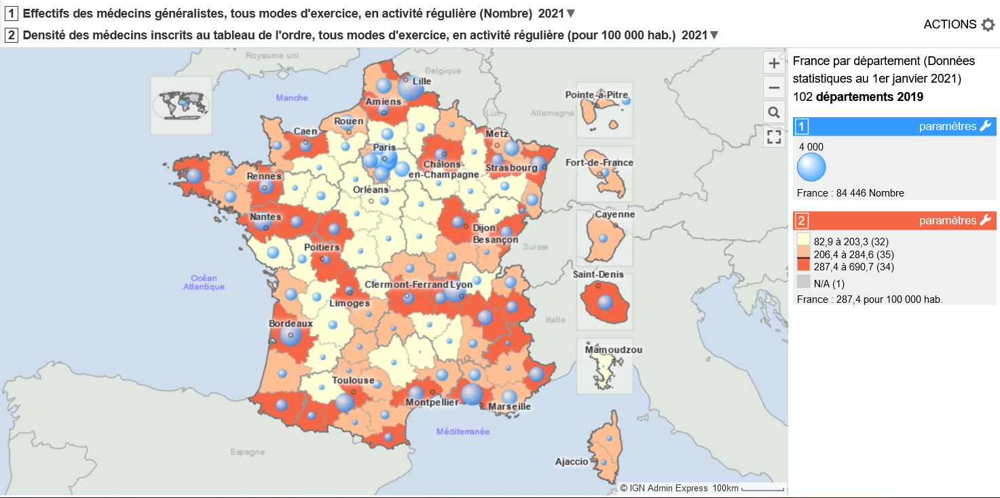 1 Effectifs des médecins généralistes, tous modes d'exercice, en activité régulière (Nombre) 2021▼
2 Densité des médecins inscrits au tableau de l'ordre, tous modes d'exercice, en activité régulière (pour 100 000 hab.) 2021▼
ACTIONS
Royaume uni
Belgique
Lille
Manche
Amiens
Lux.
Allemagne
Pointe-à-Pitre
Rouen
Caen
Metz
Paris
Châlons-
en-Champagne
Strasbourg
Fort-de-France
Rennes
Orléans
Nantes
Dijon
Besançon
Cayenne
Poitiers
Suisse
Océan
Atlantique
Clermont-Ferrand
Lyon
Saint-Denis
Limoges
Italie
Bordeaux
Mamoudzou
Toulouse
Montpellier
Marseille
Méditerranée
Espagne
Ajaccio
© IGN Admin Express 100km
France par département (Données
statistiques au 1er janvier 2021)
102 départements 2019
1 paramètres
4 000
France : 84 446 Nombre
2 paramètres
82,9 à 203,3 (32)
206,4 à 284,6 (35)
287,4 à 690,7 (34)
N/A (1)
France : 287,4 pour 100 000 hab.